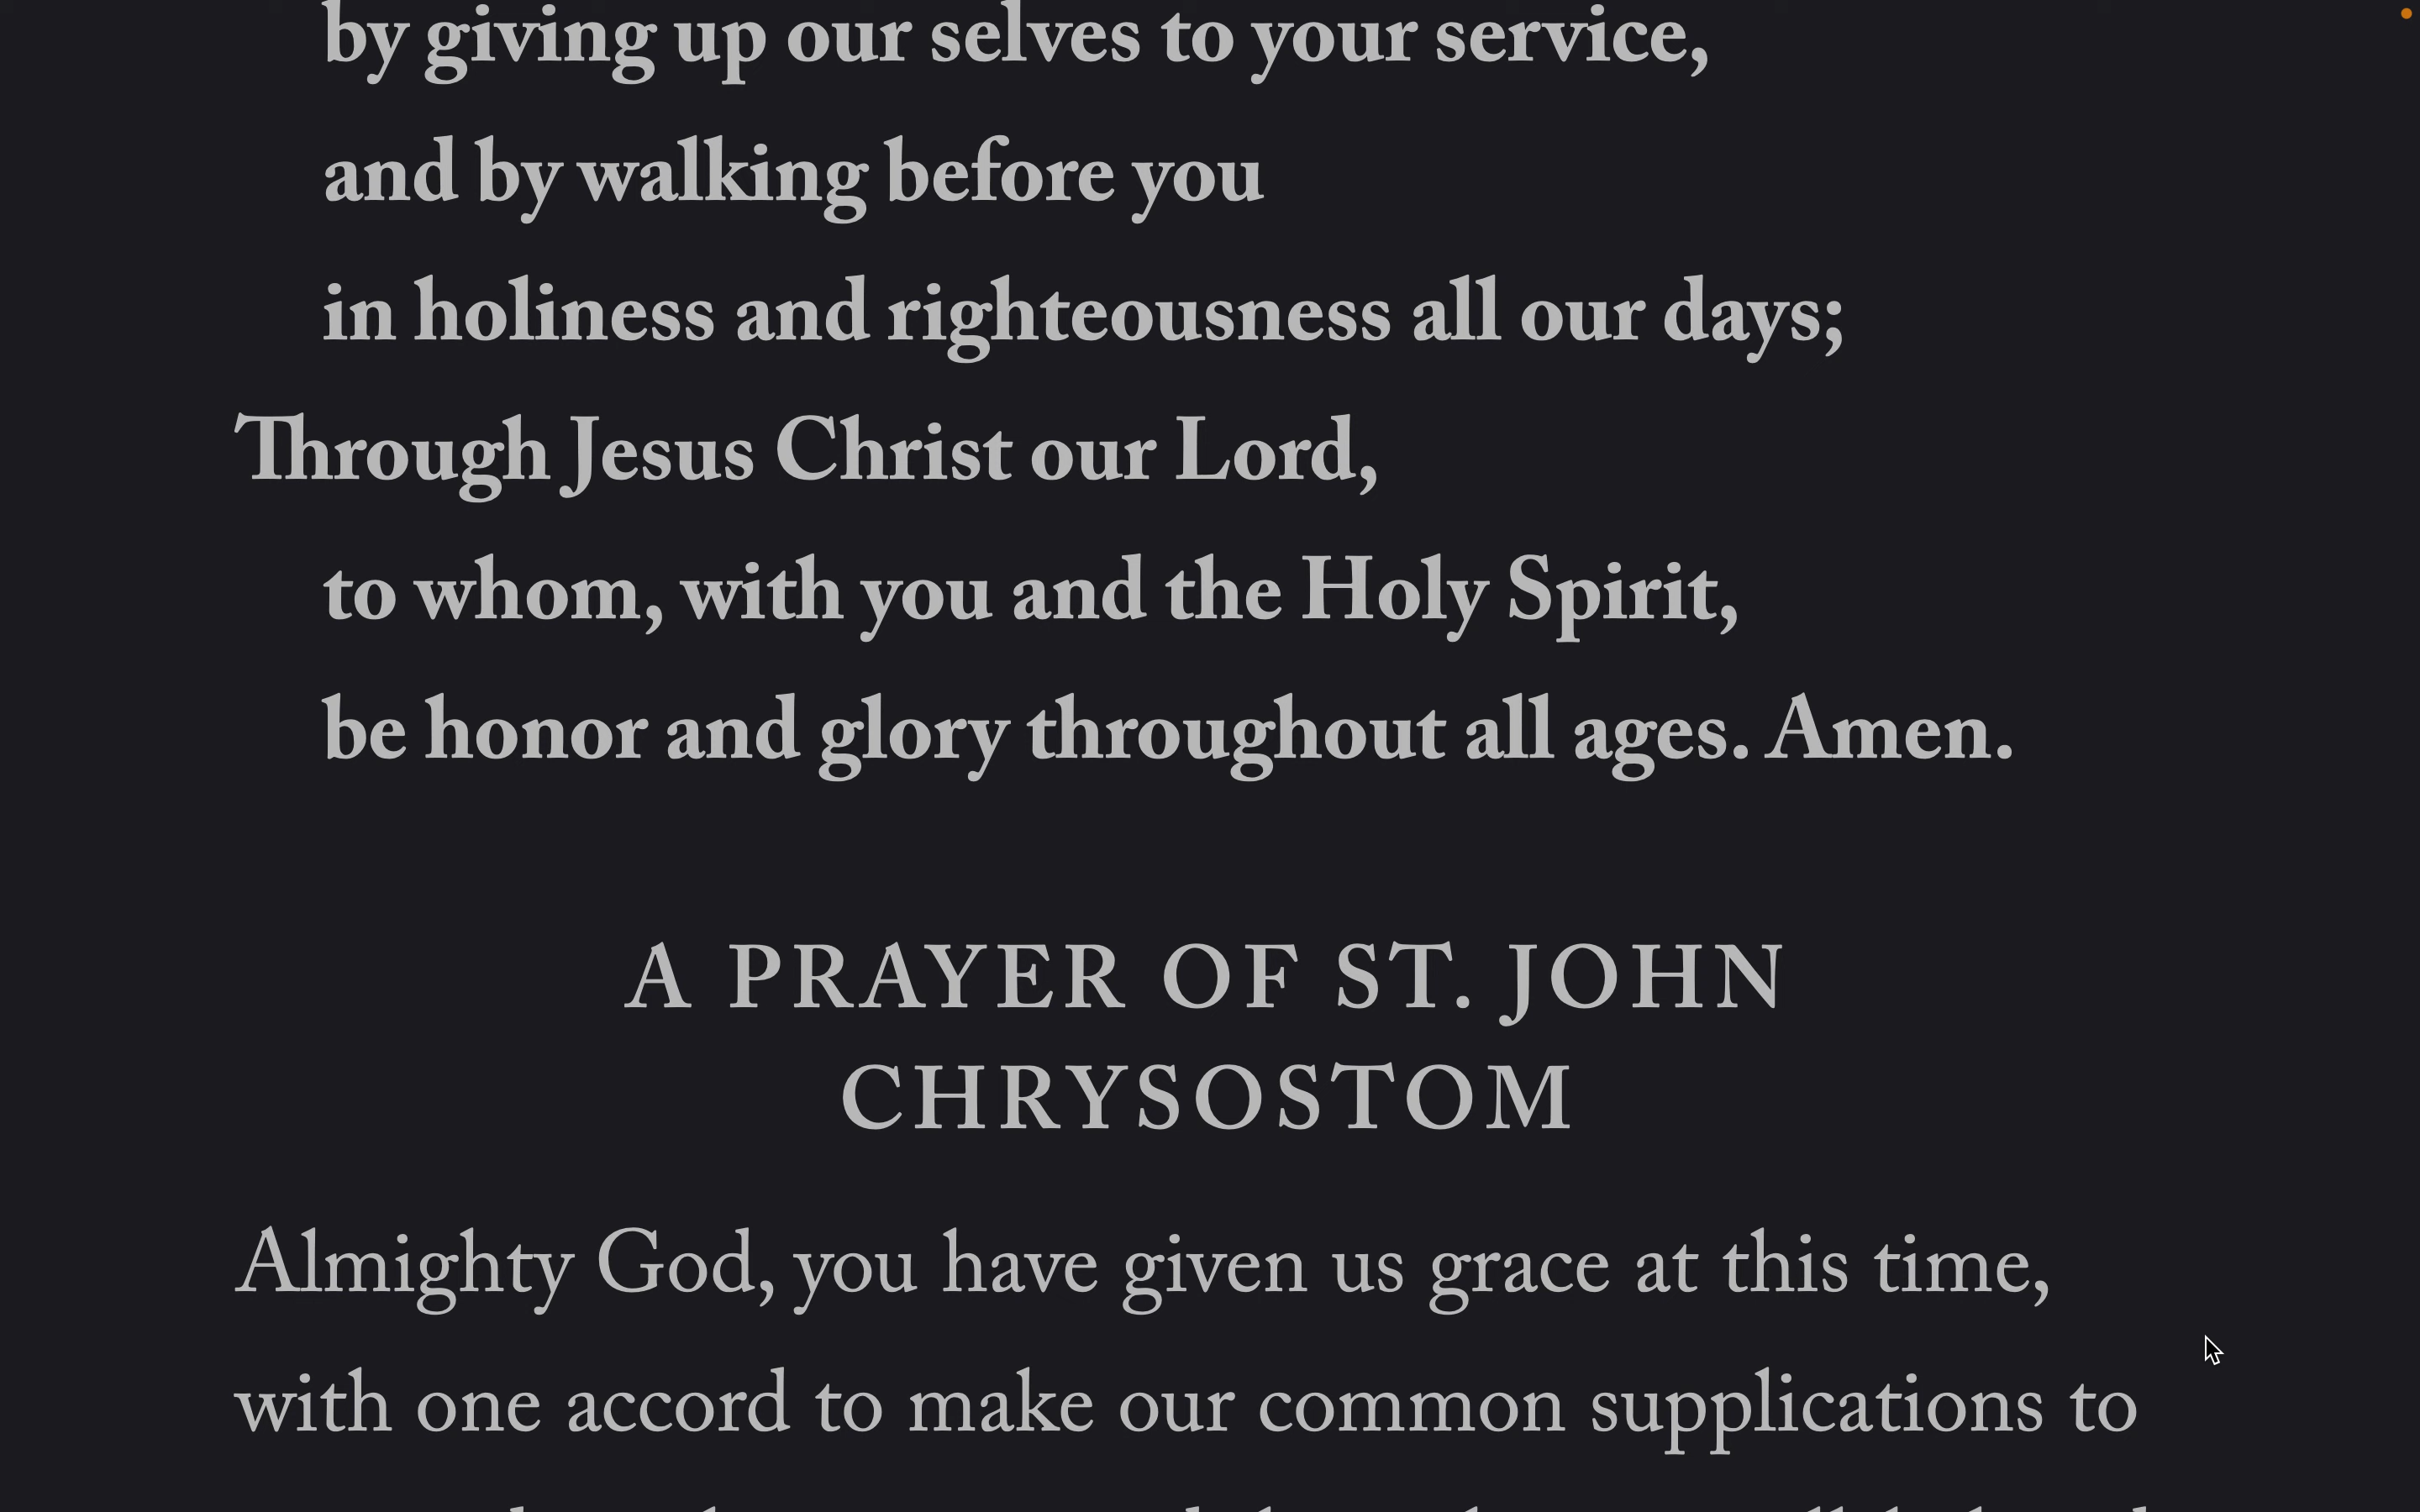 by giving up our selves to your service,
and by walking before you
in holiness and righteousness all our days;
Through Jesus Christ our Lord,
to whom, with you and the Holy Spirit,
be honor and glory throughout all ages. Amen.
A PRAYER OF ST. JOHN
CHRYSOSTOM
Almighty God, you have given us grace at this time,
with one accord to make our common supplications to